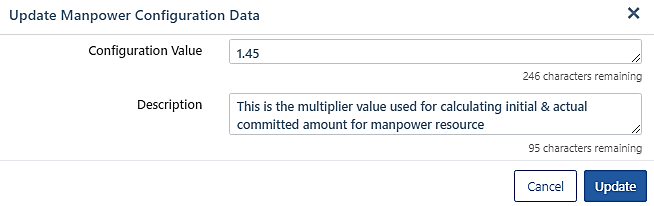 Update Manpower Configuration Data
Configuration Value
1.45
246 characters remaining
Description
This is the multiplier value used for calculating initial & actual
committed amount for manpower resource
95 characters remaining
Cancel
Update